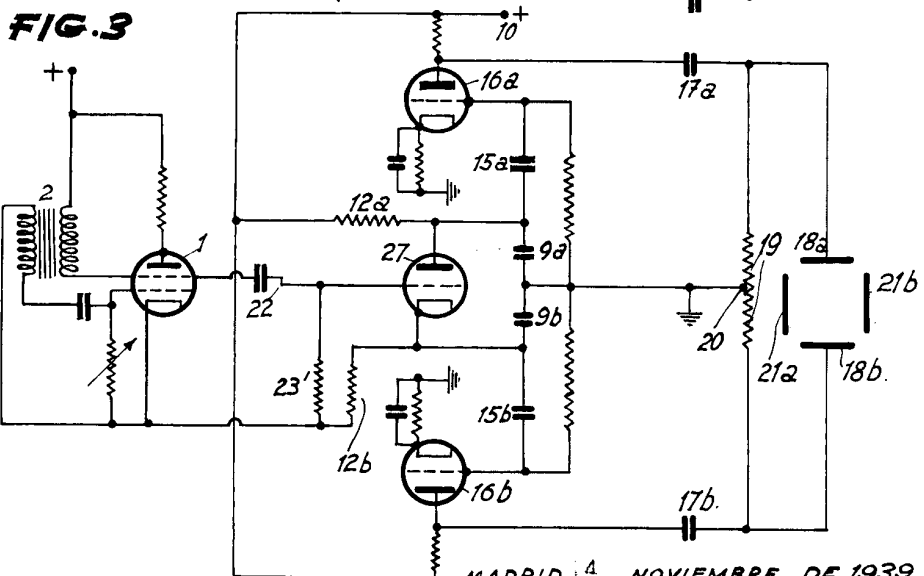 FIG.3
+
10 +
2
1
16a
17a
15a
12a
27
9a
22
9b
19
18a
21b
20
21a
18b.
23'
12b
15b
16b
17b.
MADRID 4 NOVIEMBRE DE 1939